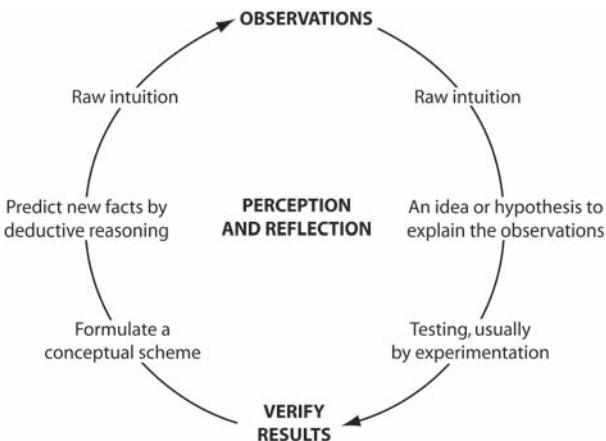 OBSERVATIONS
Raw intuition
Raw intuition
Predict new facts by
deductive reasoning
PERCEPTION
AND REFLECTION
An idea or hypothesis to
explain the observations
Formulate a
conceptual scheme
Testing, usually
by experimentation
VERIFY
RESULTS